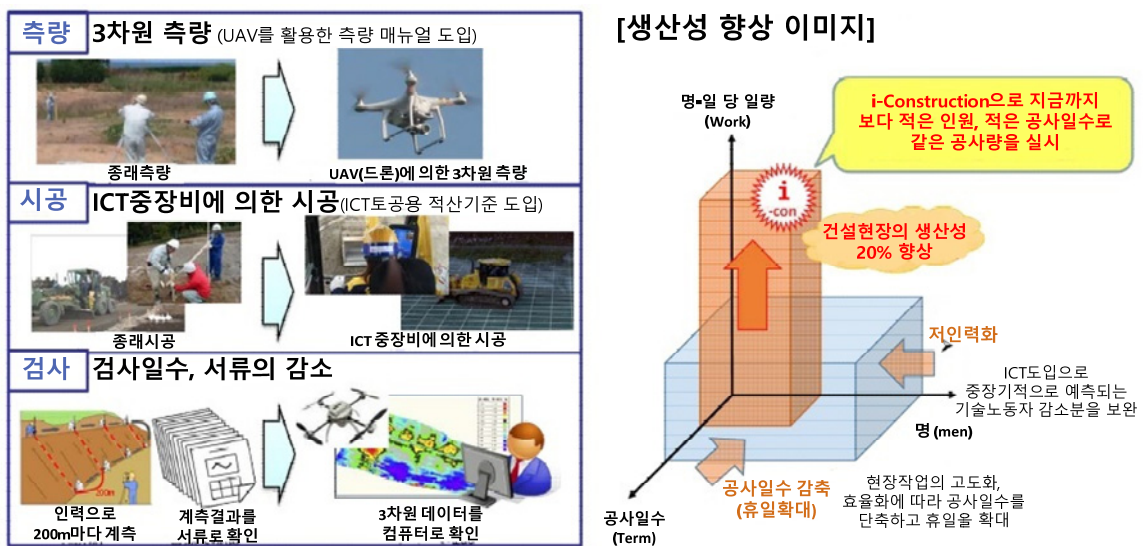 측량 3차원 측량 (UAV를 활용한 측량 매뉴얼 도입)
종래측량
UAV(드론)에 의한 3차원 측량
시공 ICT중장비에 의한 시공(ICT토공용 적산기준 도입)
종래시공
ICT 중장비에 의한 시공
검사 검사일수, 서류의 감소
200m
인력으로
200m마다 계측
계측결과를
서류로 확인
3차원 데이터를
컴퓨터로 확인
[생산성 향상 이미지]
명-일 당 일량
(Work)
i-Construction으로 지금까지
보다 적은 인원, 적은 공사일수로
같은 공사량을 실시
i
-con
건설현장의 생산성
20% 향상
저인력화
ICT도입으로
중장기적으로 예측되는
기술노동자 감소분을 보완
명 (men)
공사일수 감축
(휴일확대)
현장작업의 고도화,
효율화에 따라 공사일수를
단축하고 휴일을 확대
공사일수
(Term)